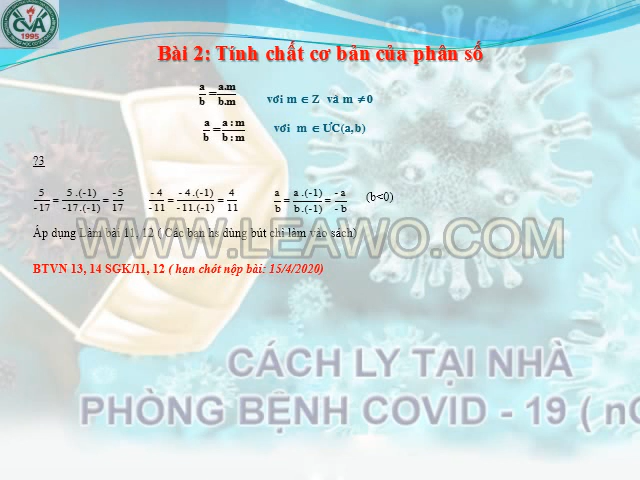 1995
Bài 2: Tính chất cơ bản của phân số
a/b = a.m/b.m với m ∈ Z và m ≠ 0
a/b = a : m/b : m với m ∈ ƯC(a,b)
?3
5/-17 = 5 .(-1)/-17 .(-1) = -5/17 - 4/-11 = - 4 .(-1)/-11.(-1) = 4/11 a/b = a .(-1)/b .(-1) = - a/- b (b<0)
Áp dụng Làm bài 11, 12 ( Các bạn hs dùng bút chì làm vào sách)
WWW.LEAWO.COM
BTVN 13, 14 SGK/11, 12 ( hạn chót nộp bài: 15/4/2020)
CÁCH LY TẠI NHÀ
PHÒNG BỆNH COVID - 19 ( nC